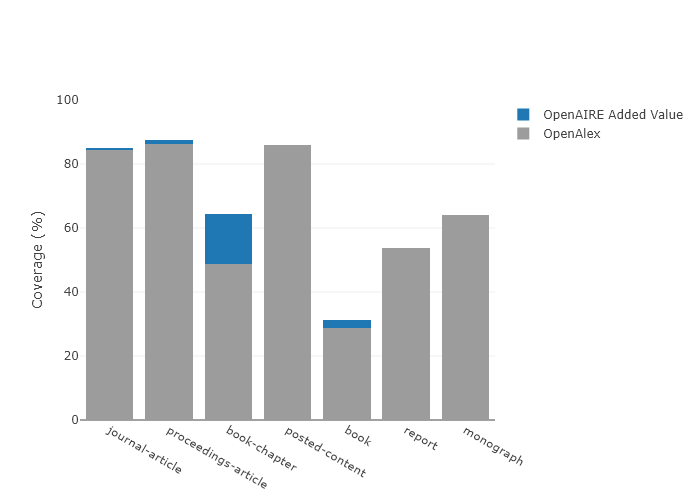 100
80
60
40
20
0
Coverage (%)
journal-article
proceedings-article
book-chapter
posted-content
book
report
monograph
OpenAIRE Added Value
OpenAlex